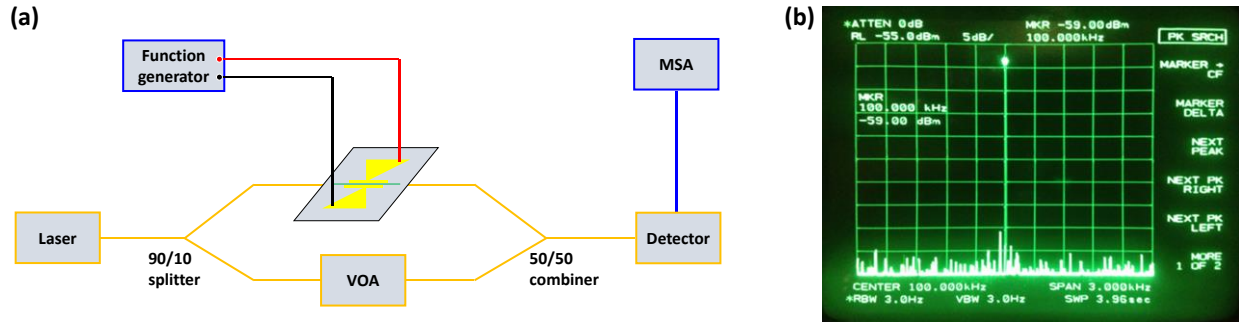 (a)
Function
generator
MSA
Laser
90/10
splitter
VOA
50/50
combiner
Detector
(b)
*ATTEN 0dB
MKR -59.00dBm
RL -55.0dBm
5dB/
100.000kHz
PK SRCH
MARKER →
CF
MKR
100.000 kHz
-59.00 dBm
MARKER
DELTA
NEXT
PEAK
NEXT PK
RIGHT
NEXT PK
LEFT
MORE
1 OF 2
CENTER 100.000kHz
SPAN 3.000kHz
*RBW 3.0Hz
VBW 3.0Hz
SWP 3.96sec